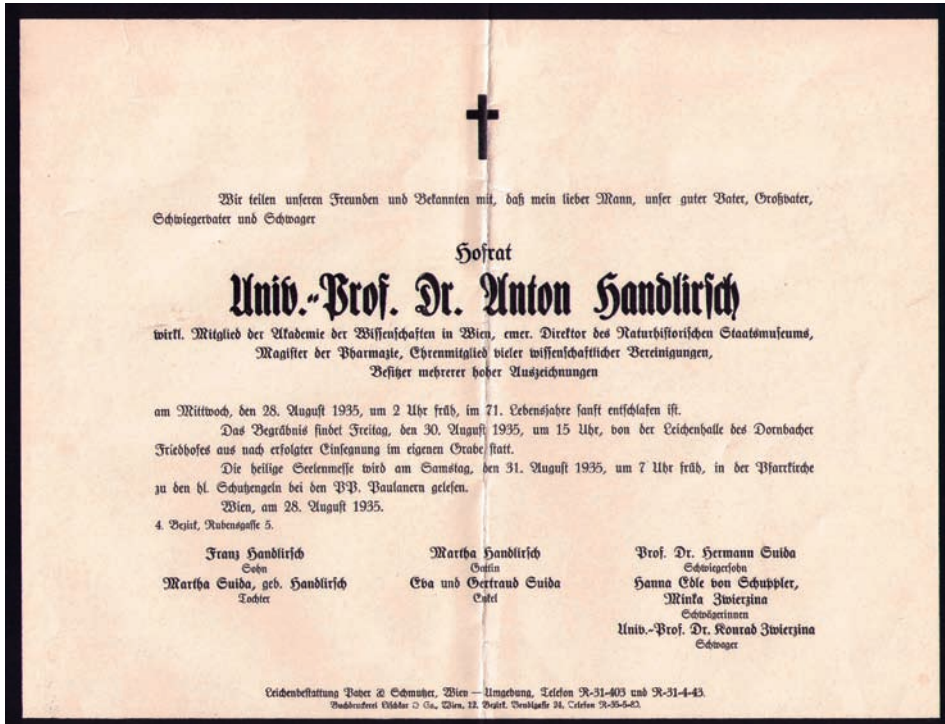 Wir teilen unseren Freunden und Bekannten mit, daß mein lieber Mann, unser guter Vater, Großvater,
Schwiegervater und Schwager
Hofrat
Univ.-Prof. Dr. Anton Handlirsch
wirkl. Mitglied der Akademie der Wissenschaften in Wien, emer. Direktor des Naturhistorischen Staatsmuseums,
Magister der Pharmazie, Ehrenmitglied vieler wissenschaftlicher Vereinigungen,
Besitzer mehrerer hoher Auszeichnungen
am Mittwoch, den 28. August 1935, um 2 Uhr früh, im 71. Lebensjahre sanft entschlafen ist.
Das Begräbnis findet Freitag, den 30. August 1935, um 15 Uhr, von der Leichenhalle des Dornbacher
Friedhofes aus nach erfolgter Einsegnung im eigenen Grabe statt.
Die heilige Seelenmesse wird am Samstag, den 31. August 1935, um 7 Uhr früh, in der Pfarrkirche
zu den hl. Schutzengeln bei den PP. Paulanern gelesen.
Wien, am 28. August 1935.
4. Bezirk, Rubensgasse 5.
Franz Handlirsch
Sohn
Martha Suida, geb. Handlirsch
Tochter
Martha Handlirsch
Gattin
Eva und Gertraud Suida
Enkel
Prof. Dr. Hermann Suida
Schwiegersohn
Hanna Edle von Schuppler,
Minka Zwierzina
Schwägerinnen
Univ.-Prof. Dr. Konrad Zwierzina
Schwager
Leichenbestattung & Schmutzer, Wien — Umgebung, Telefon R-31-403 und R-31-4-43.
Buchdruckerei & Co., Wien, 12. Bezirk, 24, Telefon